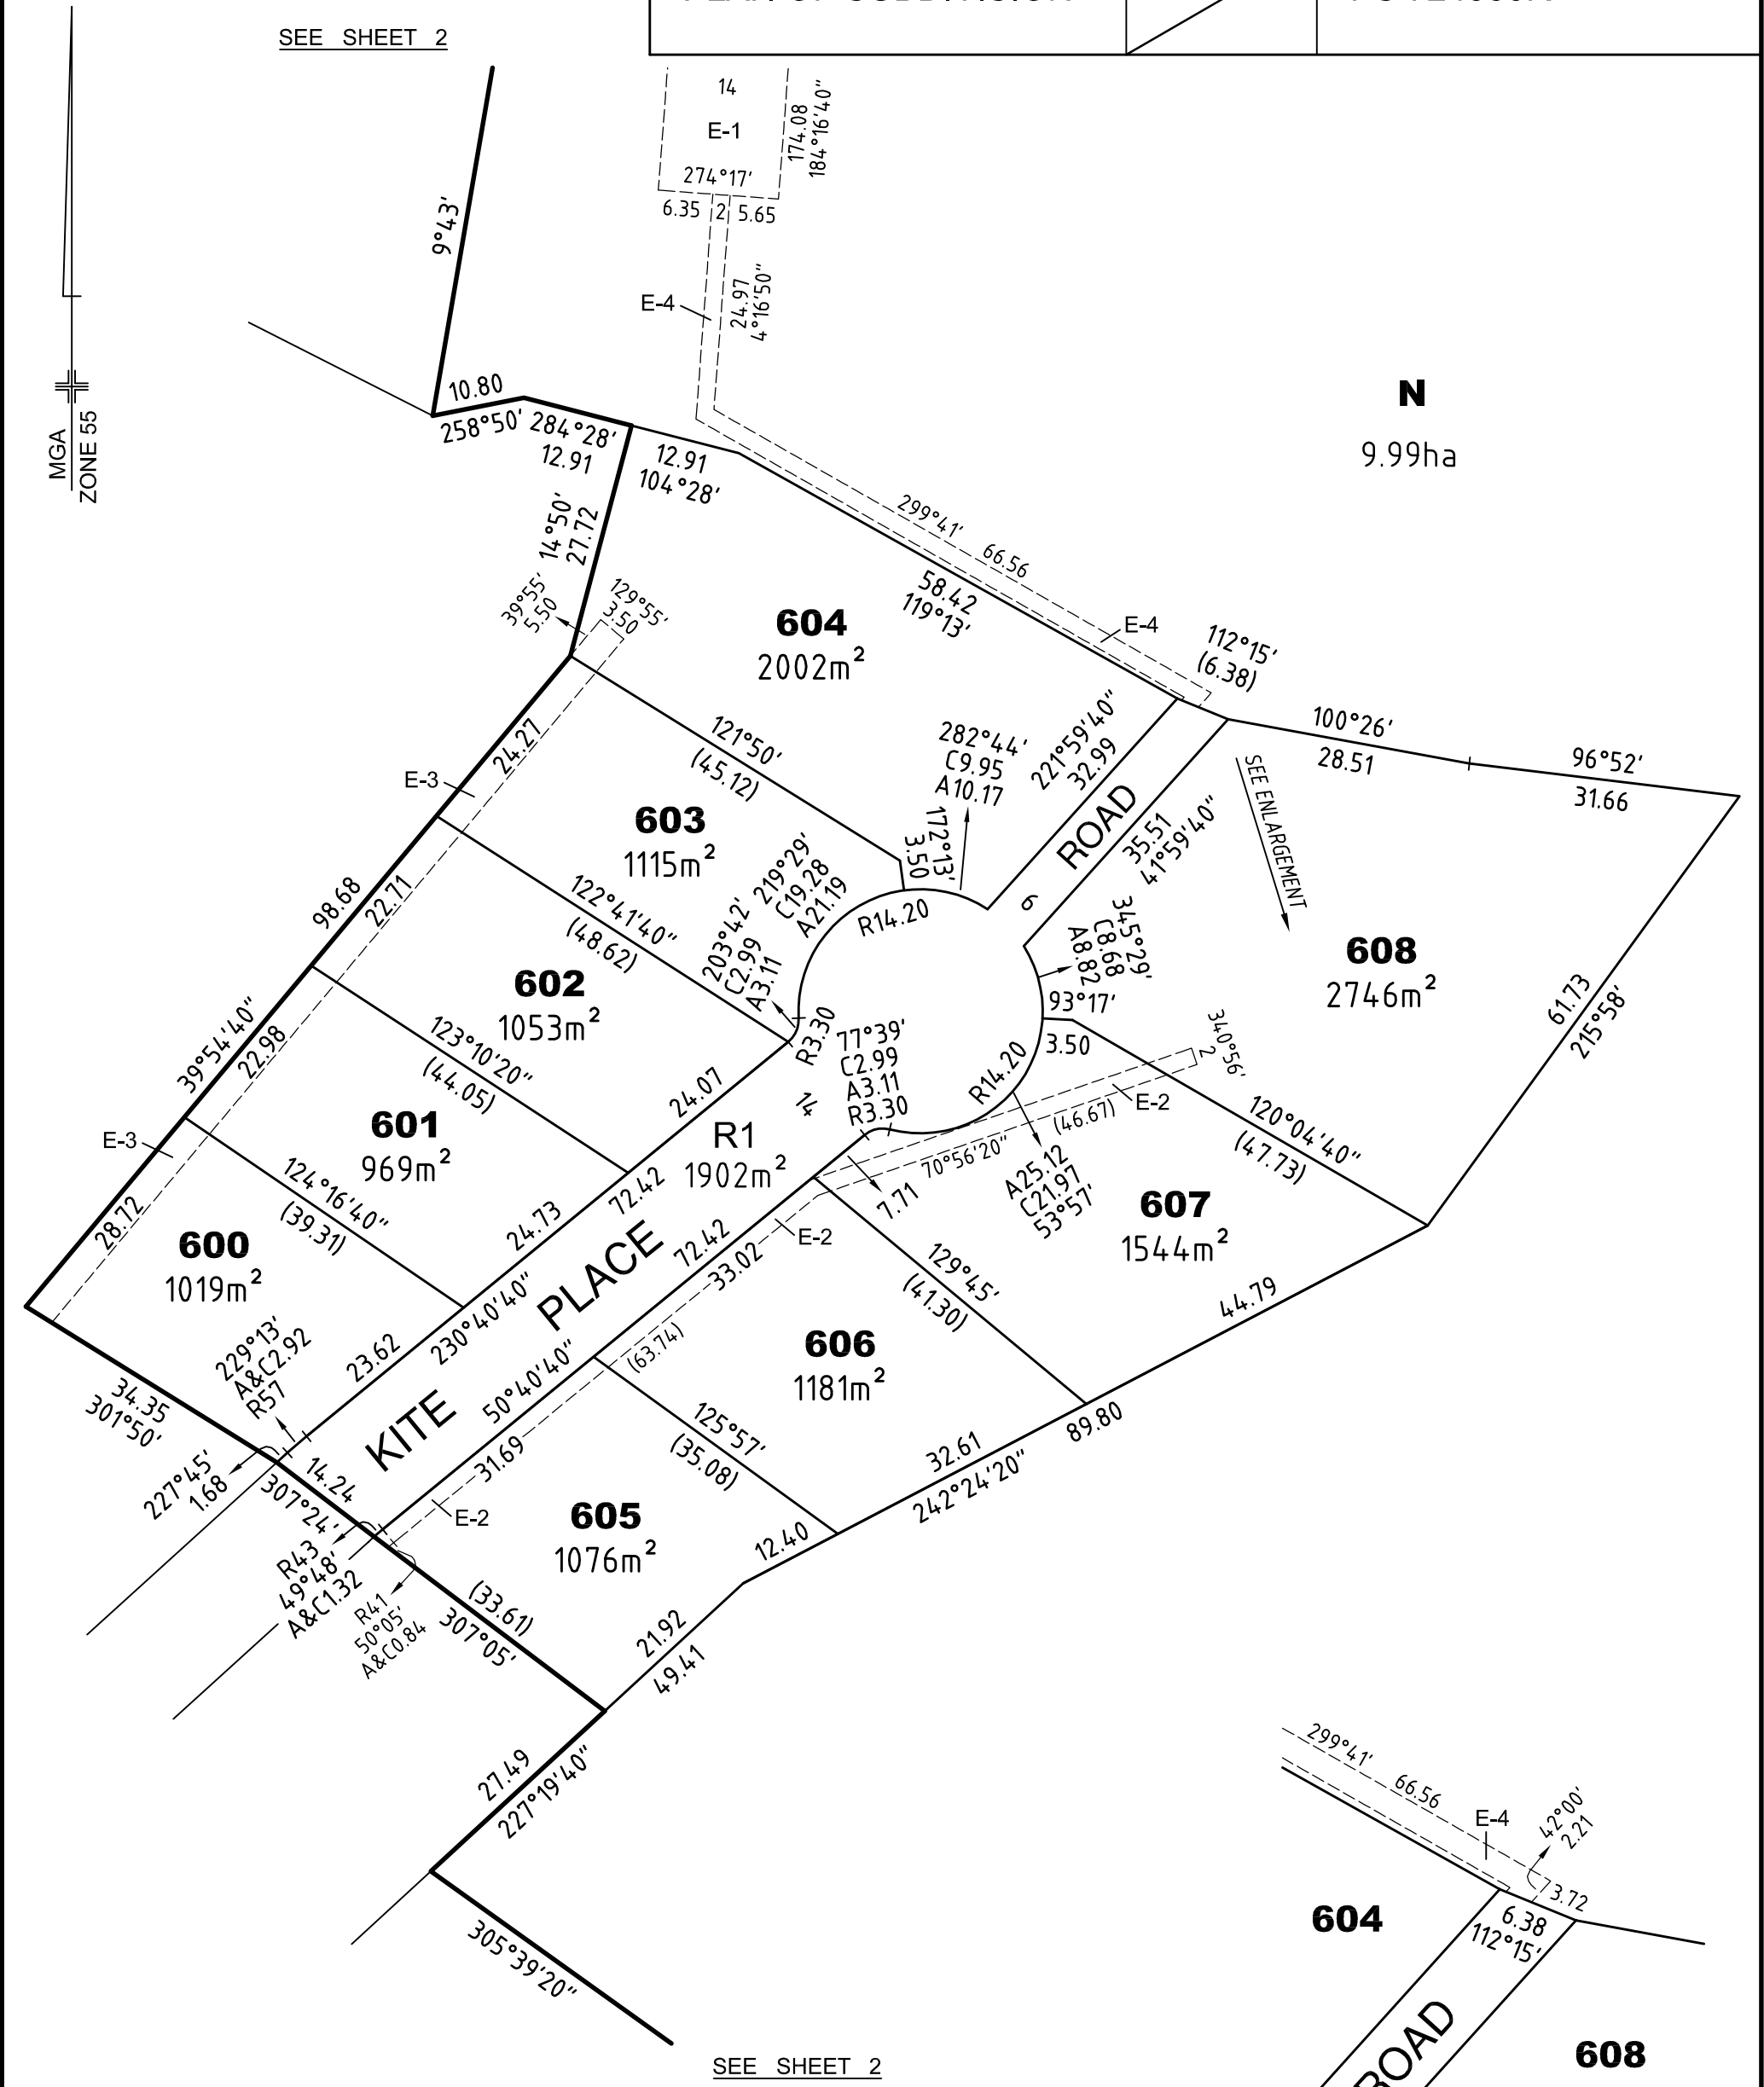 SEE SHEET 2
14
E-1
174.08
184°16'40"
274°17'
6.35
2
5.65
9°43'
E-4
24.97
4°16'50"
MGA
ZONE 55
N
9.99ha
10.80
258°50'
284°28'
12.91
12.91
104°28'
14°50'
27.72
299°41'
66.56
58.42
119°13'
39°55'
5.50
129°55'
3.50
604
2002m²
E-4
112°15'
(6.38)
100°26'
28.51
96°52'
31.66
121°50'
(45.12)
282°44'
C9.95
A10.17
221°59'40"
32.99
ROAD
35.51
41°59'40"
SEE ENLARGEMENT
24.27
E-3
603
1115m²
172°13'
3.50
219°29'
C19.28
A21.19
203°42'
C2.99
A3.11
R14.20
6
345°29'
C8.68
A8.82
608
2746m²
98.68
22.71
122°41'40"
(48.62)
602
1053m²
93°17'
3.50
R3.30
77°39'
C2.99
A3.11
R3.30
R14.20
340°56'
2
61.73
215°58'
39°54'40"
22.98
123°10'20"
(44.05)
24.07
14
E-2
(46.67)
70°56'20"
120°04'40"
(47.73)
601
969m²
R1
1902m²
E-3
124°16'40"
(39.31)
24.73
72.42
7.71
A25.12
C21.97
53°57'
607
1544m²
28.72
600
1019m²
PLACE
72.42
33.02
E-2
129°45'
(41.30)
44.79
229°13'
A&C2.92
R57
23.62
230°40'40"
50°40'40"
(63.74)
606
1181m²
34.35
301°50'
KITE
31.69
125°57'
(35.08)
32.61
89.80
242°24'20"
227°45'
1.68
14.24
307°24'
E-2
605
1076m²
12.40
R43
49°48'
A&C1.32
R41
50°05'
A&C0.84
(33.61)
307°05'
21.92
49.41
27.49
227°19'40"
305°39'20"
SEE SHEET 2
299°41'
66.56
E-4
42°00'
2.21
3.72
6.38
112°15'
604
ROAD
608